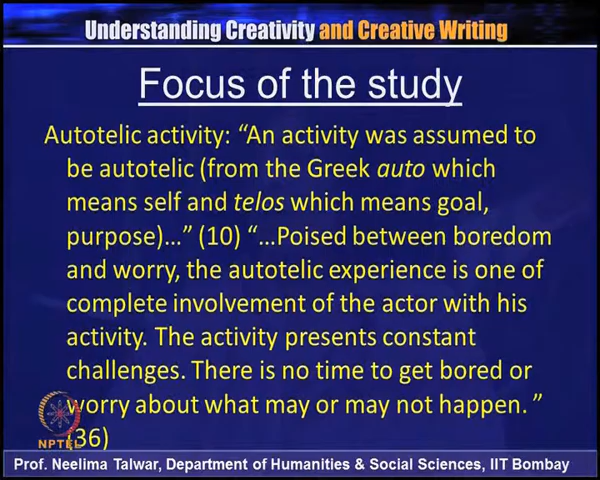 Understanding Creativity and Creative Writing
Focus of the study
Autotelic activity: “An activity was assumed to
be autotelic (from the Greek auto which
means self and telos which means goal,
purpose)…” (10) “…Poised between boredom
and worry, the autotelic experience is one of
complete involvement of the actor with his
activity. The activity presents constant
challenges. There is no time to get bored or
worry about what may or may not happen. ”
(36)
NPTEL
Prof. Neelima Talwar, Department of Humanities & Social Sciences, IIT Bombay